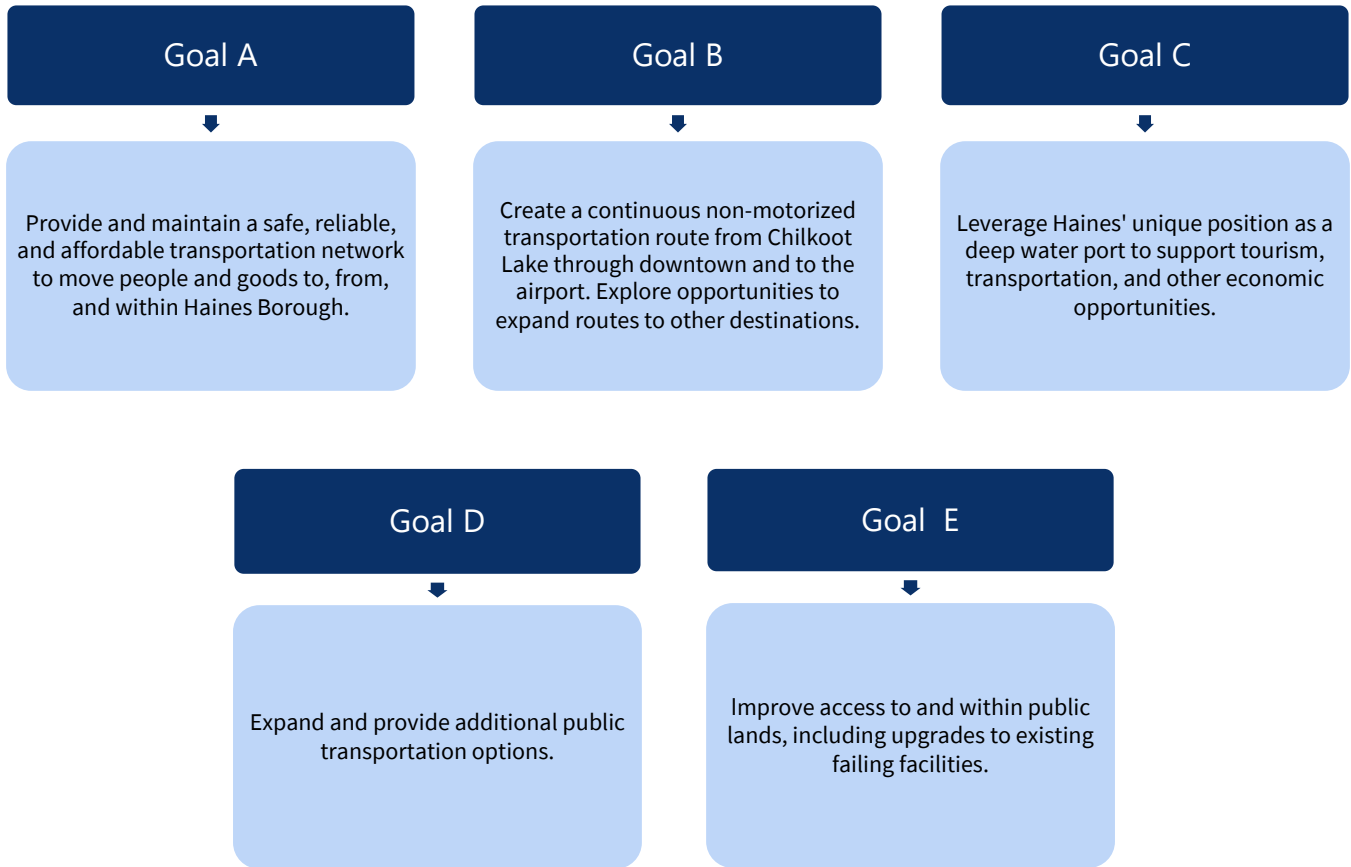 Goal A
Goal B
Goal C
Provide and maintain a safe, reliable,
and affordable transportation network
to move people and goods to, from,
and within Haines Borough.
Create a continuous non-motorized
transportation route from Chilkoot
Lake through downtown and to the
airport. Explore opportunities to
expand routes to other destinations.
Leverage Haines' unique position as a
deep water port to support tourism,
transportation, and other economic
opportunities.
Goal D
Goal E
Expand and provide additional public
transportation options.
Improve access to and within public
lands, including upgrades to existing
failing facilities.